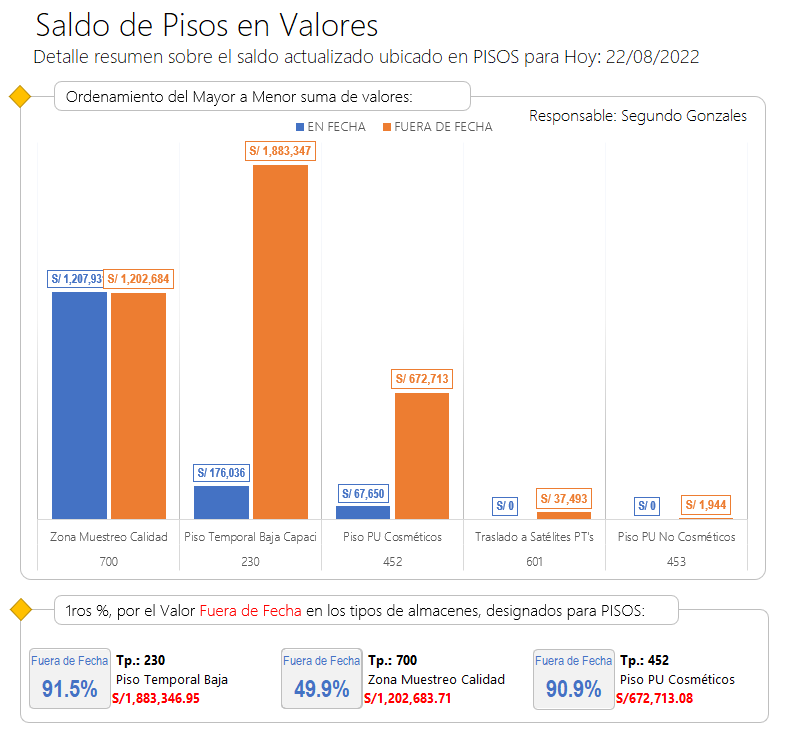 Saldo de Pisos en Valores
Detalle resumen sobre el saldo actualizado ubicado en PISOS para Hoy: 22/08/2022
Ordenamiento del Mayor a Menor suma de valores:
Responsable: Segundo Gonzales
EN FECHA FUERA DE FECHA
S/ 1,883,347
S/ 1,207,93 S/ 1,202,684
S/ 672,713
S/ 176,036
S/ 67,650
S/ 0 S/ 37,493 S/ 0 S/ 1,944
Zona Muestreo Calidad Piso Temporal Baja Capaci Piso PU Cosméticos Traslado a Satélites PT's Piso PU No Cosméticos
700 230 452 601 453
1ros %, por el Valor Fuera de Fecha en los tipos de almacenes, designados para PISOS:
Fuera de Fecha
91.5%
Tp.: 230
Piso Temporal Baja
S/1,883,346.95
Fuera de Fecha
49.9%
Tp.: 700
Zona Muestreo Calidad
S/1,202,683.71
Fuera de Fecha
90.9%
Tp.: 452
Piso PU Cosméticos
S/672,713.08